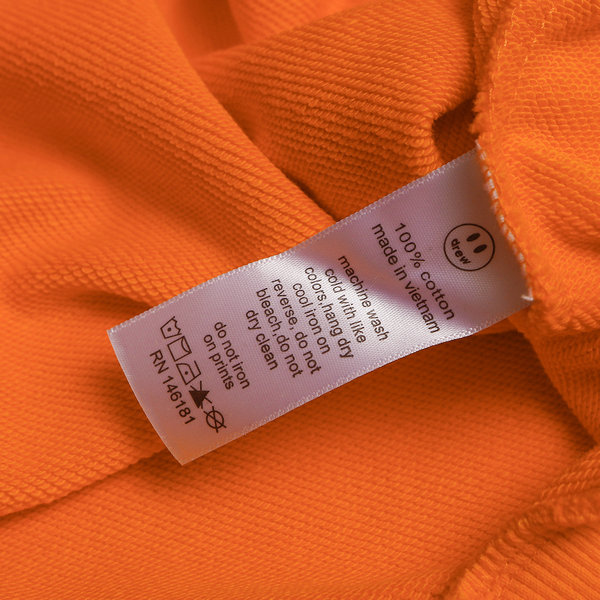 drew
100% cotton
made in vietnam
machine wash
cold with like
colors,hang dry
cool iron on
reverse, do not
bleach,do not
dry clean
do not iron
on prints
RN 146181